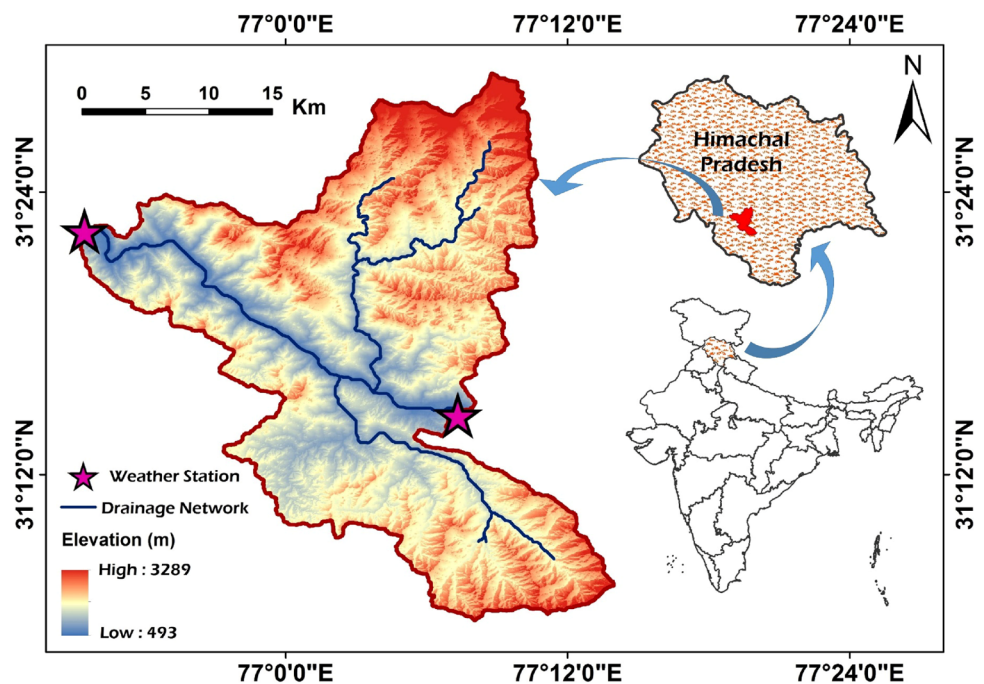 77°0'0"E 77°12'0"E 77°24'0"E
0 5 10 15 Km
N
Himachal
Pradesh
31°24'0"N
31°24'0"N
31°12'0"N
31°12'0"N
Weather Station
Drainage Network
Elevation (m)
High : 3289
Low : 493
77°0'0"E 77°12'0"E 77°24'0"E